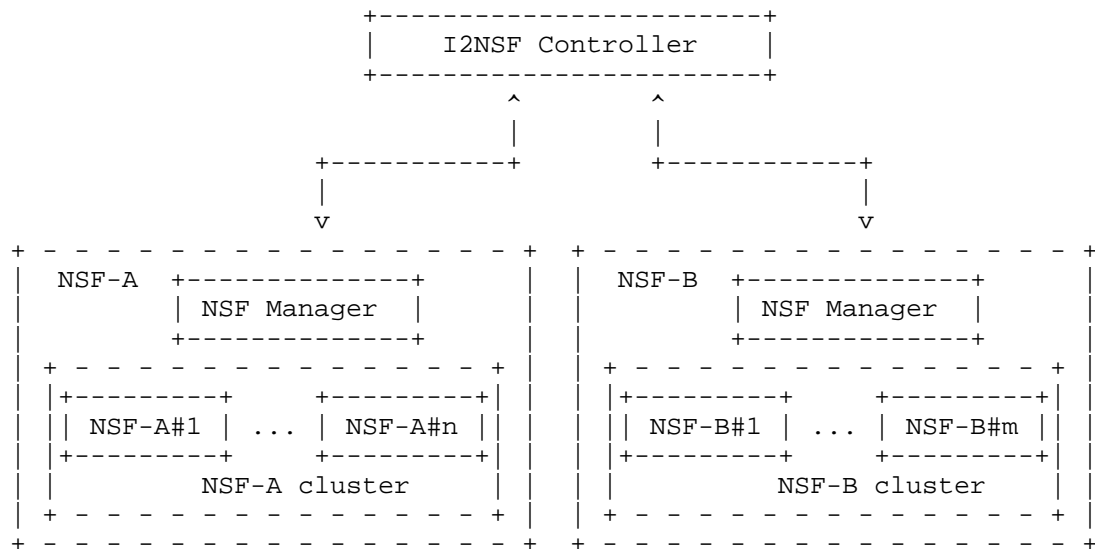 I2NSF Controller
NSF-A NSF-B
NSF Manager NSF Manager
NSF-A#1 ... NSF-A#n NSF-B#1 ... NSF-B#m
NSF-A cluster NSF-B cluster